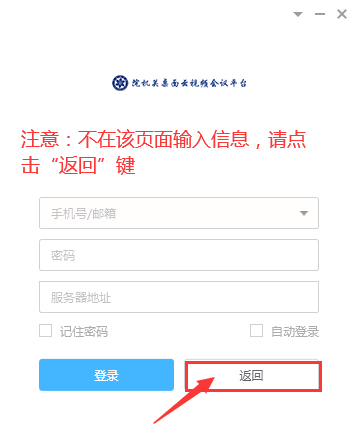 院机关桌面云视频会议平台
注意：不在该页面输入信息，请点
击“返回”键
手机号/邮箱
密码
服务器地址
记住密码 自动登录
登录 返回